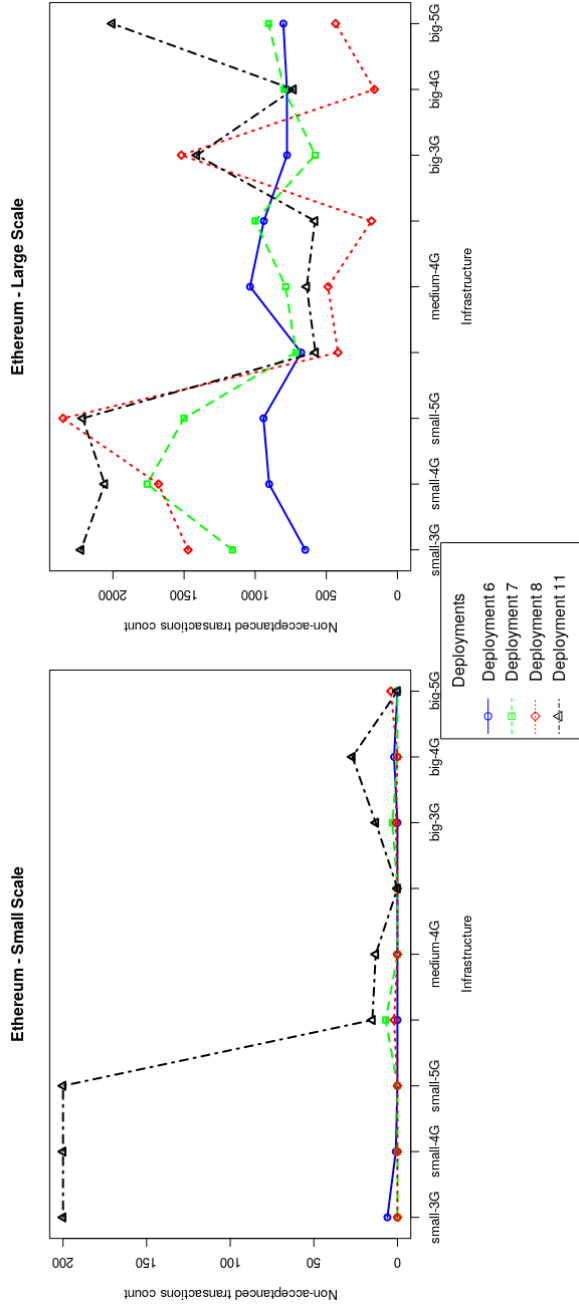 Ethereum - Small Scale
Non-acceptanced transactions count
0
50
100
150
200
small-3G
small-4G
small-5G
medium-4G
big-3G
big-4G
big-5G
Infrastructure
Ethereum - Large Scale
Non-acceptanced transactions count
0
500
1000
1500
2000
small-3G
small-4G
small-5G
medium-4G
big-3G
big-4G
big-5G
Infrastructure
Deployments
Deployment 6
Deployment 7
Deployment 8
Deployment 11